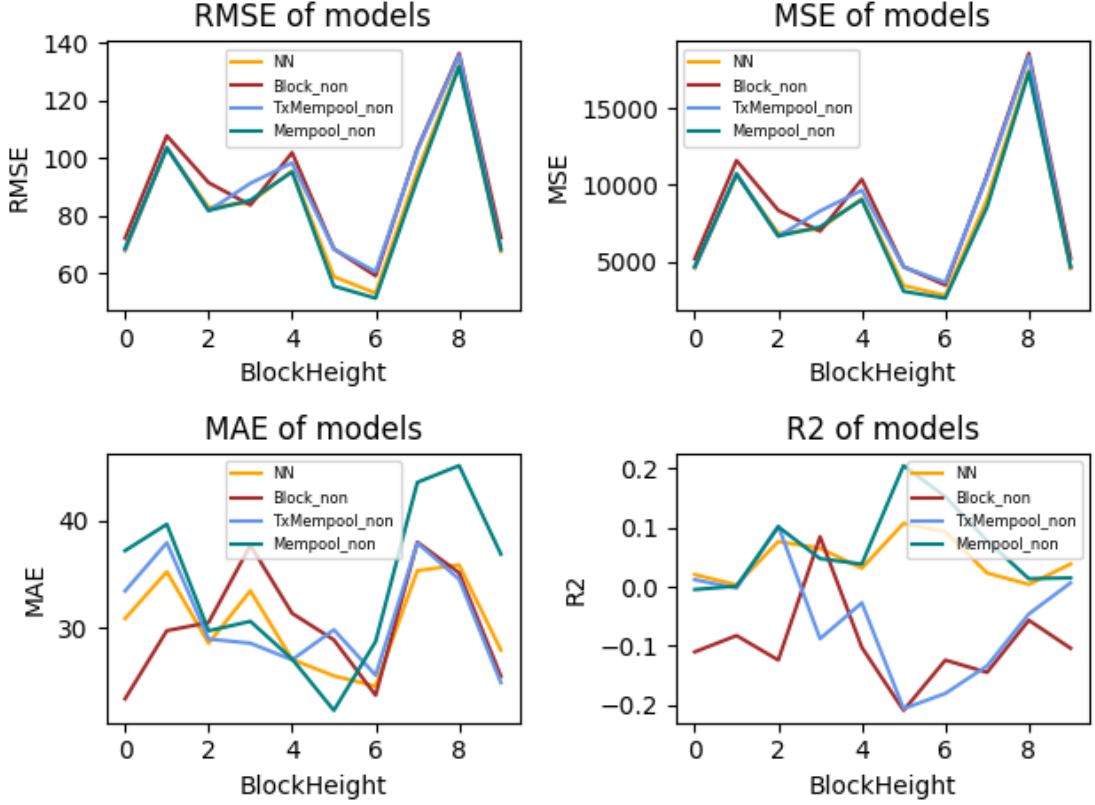 RMSE of models
140
120
100
80
60
RMSE
NN
Block_non
TxMempool_non
Mempool_non
0 2 4 6 8
BlockHeight
MSE of models
15000
10000
5000
MSE
NN
Block_non
TxMempool_non
Mempool_non
0 2 4 6 8
BlockHeight
MAE of models
40
30
MAE
NN
Block_non
TxMempool_non
Mempool_non
0 2 4 6 8
BlockHeight
R2 of models
0.2
0.1
0.0
−0.1
−0.2
R2
NN
Block_non
TxMempool_non
Mempool_non
0 2 4 6 8
BlockHeight